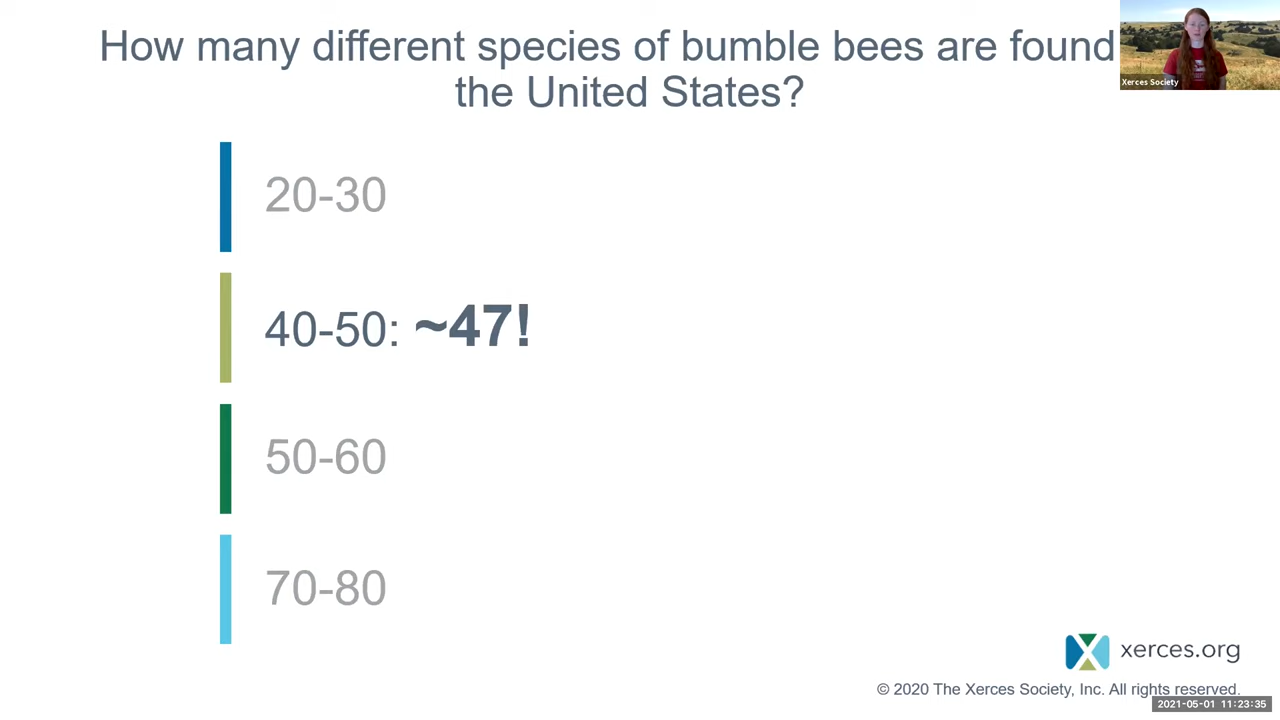 How many different species of bumble bees are found
the United States?
Xerces Society
20-30
40-50: ~47!
50-60
70-80
xerces.org
© 2020 The Xerces Society, Inc. All rights reserved.
2021-05-01 11:23:35